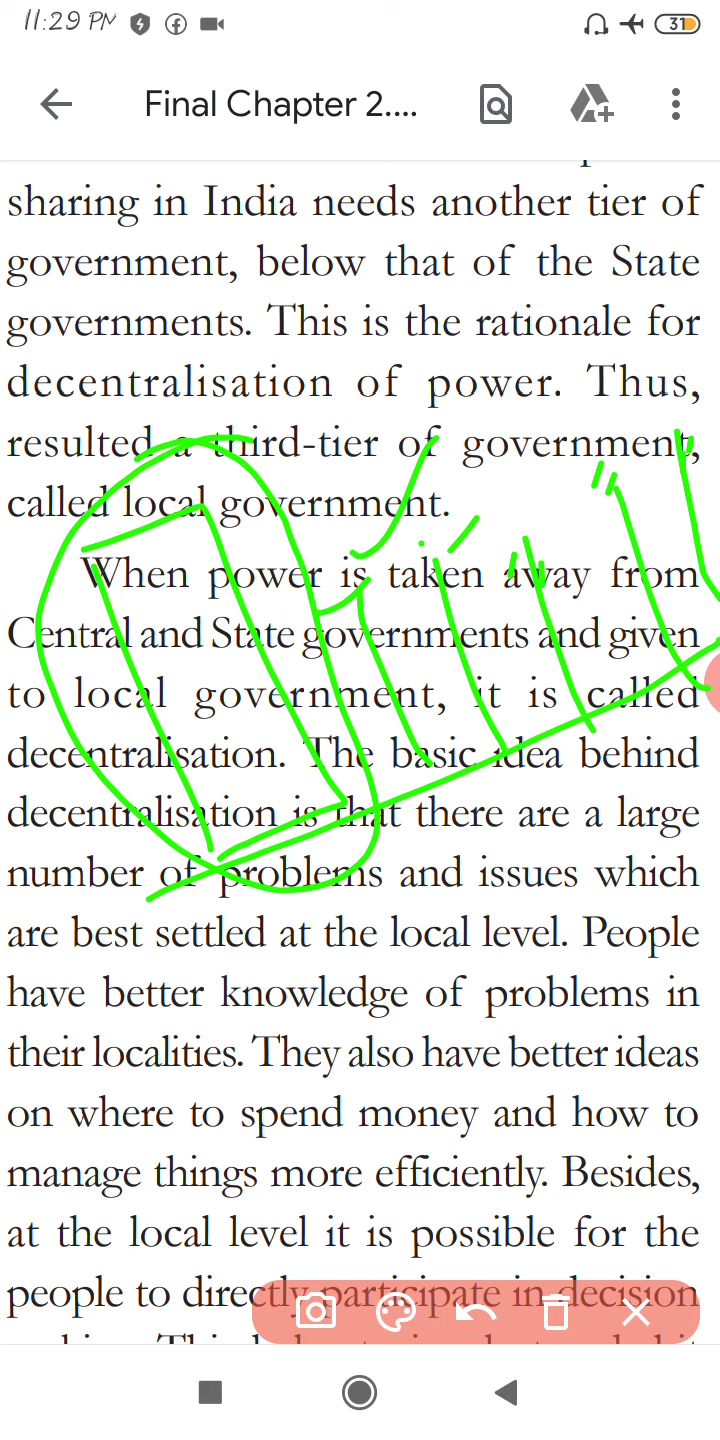 11:29 PM
31
Final Chapter 2....
sharing in India needs another tier of
government, below that of the State
governments. This is the rationale for
decentralisation of power. Thus,
resulted a third-tier of government,
called local government.
When power is taken away from
Central and State governments and given
to local government, it is called
decentralisation. The basic idea behind
decentralisation is that there are a large
number of problems and issues which
are best settled at the local level. People
have better knowledge of problems in
their localities. They also have better ideas
on where to spend money and how to
manage things more efficiently. Besides,
at the local level it is possible for the
people to directly participate in decision